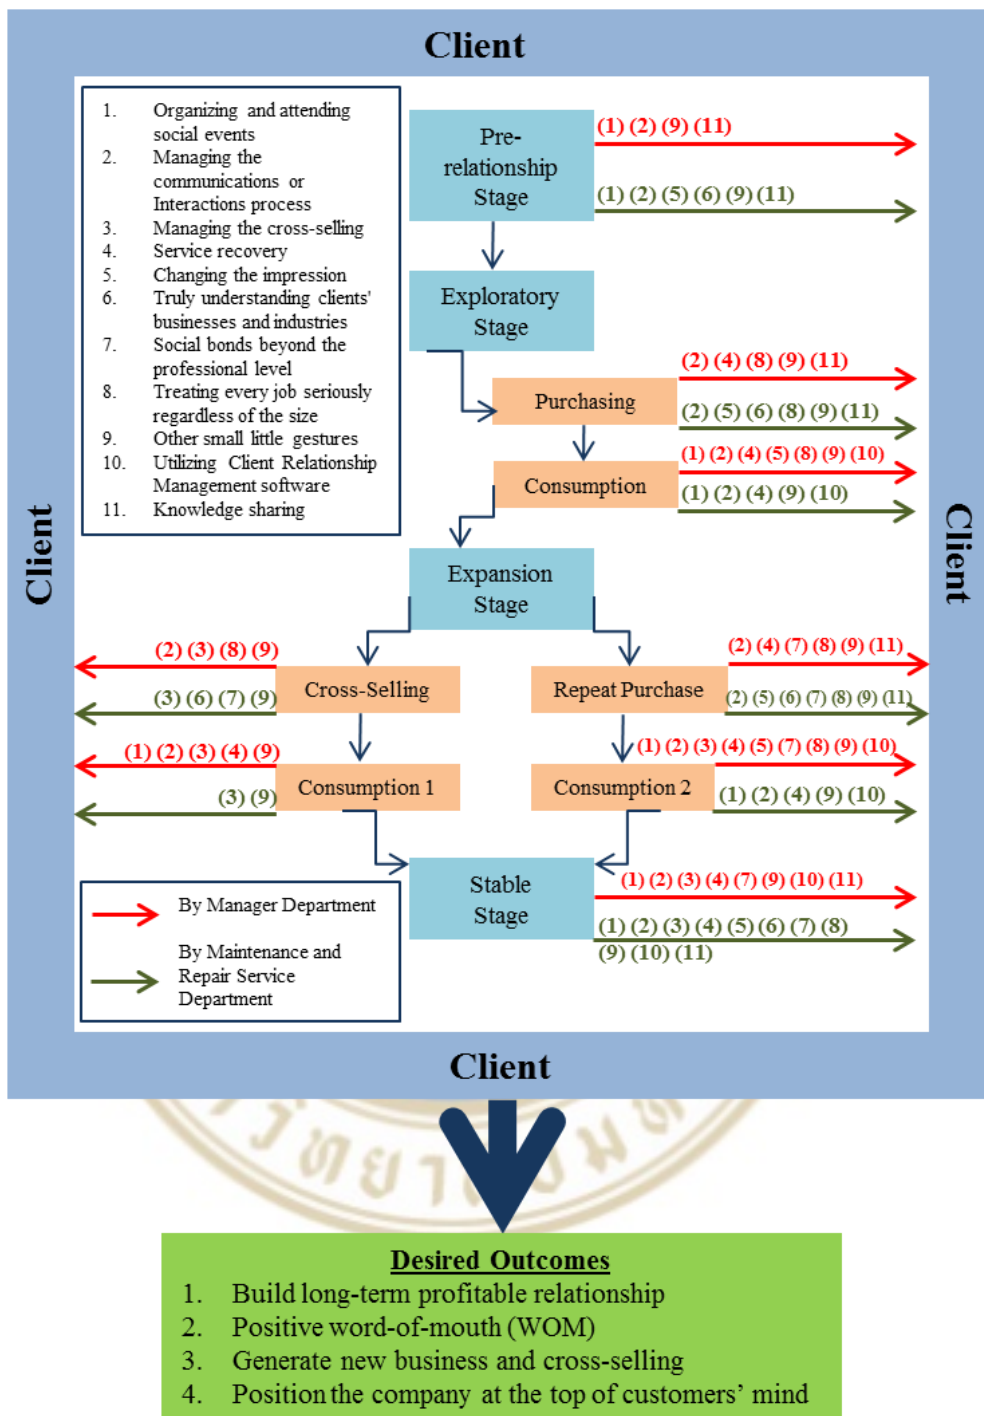 Client
1. Organizing and attending
social events
2. Managing the
communications or
Interactions process
3. Managing the cross-selling
4. Service recovery
5. Changing the impression
6. Truly understanding clients'
businesses and industries
7. Social bonds beyond the
professional level
8. Treating every job seriously
regardless of the size
9. Other small little gestures
10. Utilizing Client Relationship
Management software
11. Knowledge sharing
Pre-
relationship
Stage
(1) (2) (9) (11)
(1) (2) (5) (6) (9) (11)
Exploratory
Stage
Purchasing
(2) (4) (8) (9) (11)
(2) (5) (6) (8) (9) (11)
Consumption
(1) (2) (4) (5) (8) (9) (10)
(1) (2) (4) (9) (10)
Client
Client
Expansion
Stage
(2) (3) (8) (9)
Cross-Selling
(3) (6) (7) (9)
(2) (4) (7) (8) (9) (11)
Repeat Purchase
(2) (5) (6) (7) (8) (9) (11)
(1) (2) (3) (4) (9)
Consumption 1
(3) (9)
(1) (2) (3) (4) (5) (7) (8) (9) (10)
Consumption 2
(1) (2) (4) (9) (10)
Stable
Stage
(1) (2) (3) (4) (7) (9) (10) (11)
(1) (2) (3) (4) (5) (6) (7) (8)
(9) (10) (11)
By Manager Department
By Maintenance and
Repair Service
Department
Client
Desired Outcomes
1. Build long-term profitable relationship
2. Positive word-of-mouth (WOM)
3. Generate new business and cross-selling
4. Position the company at the top of customers’ mind